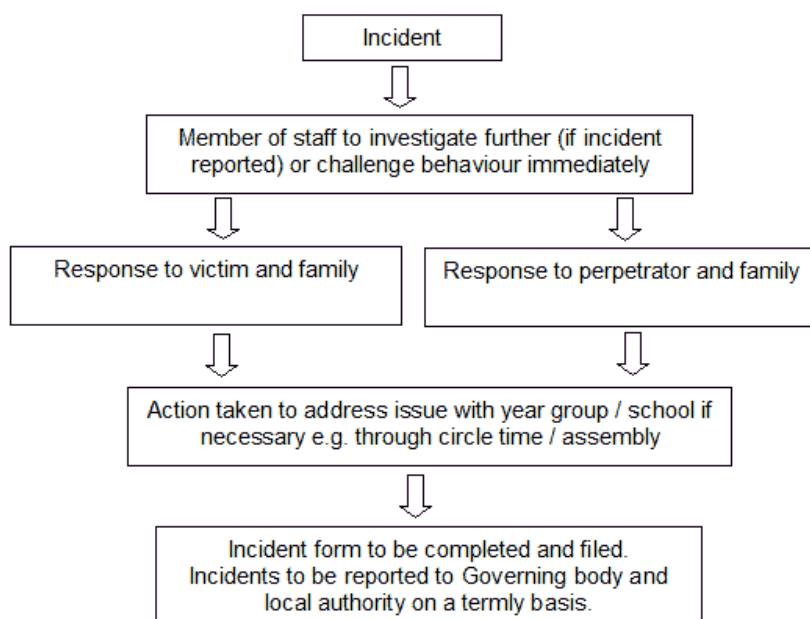 Incident
Member of staff to investigate further (if incident
reported) or challenge behaviour immediately
Response to victim and family
Response to perpetrator and family
Action taken to address issue with year group / school if
necessary e.g. through circle time / assembly
Incident form to be completed and filed.
Incidents to be reported to Governing body and
local authority on a termly basis.